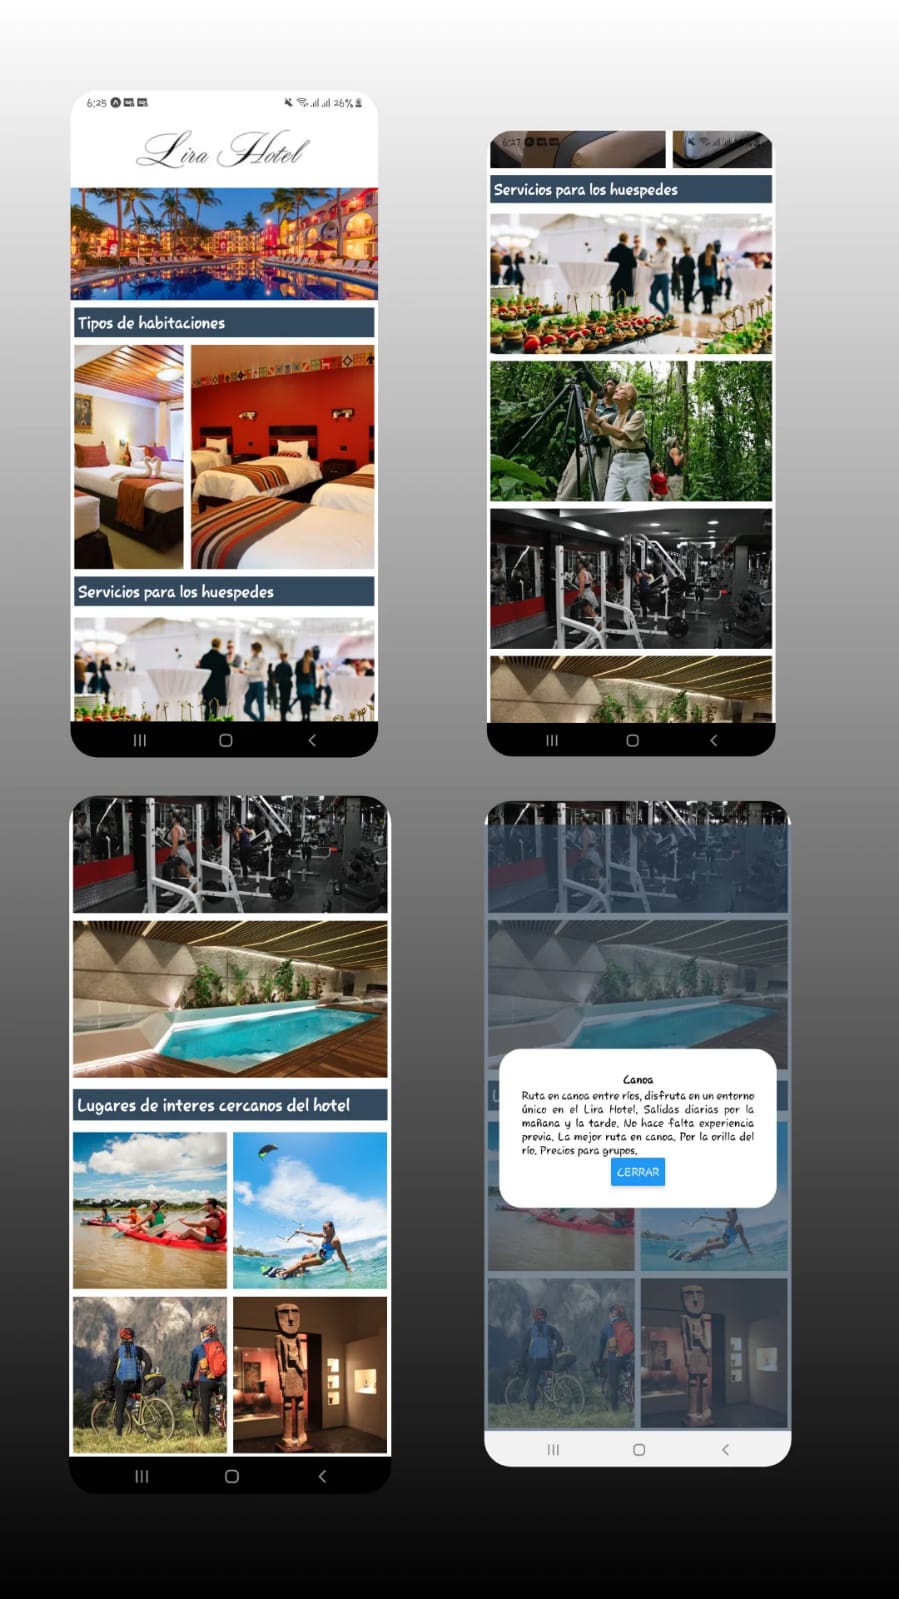 6:25
26%
Lira Hotel
Tipos de habitaciones
Servicios para los huespedes
6:27
Servicios para los huespedes
Lugares de interes cercanos del hotel
L
Canoa
Ruta en canoa entre ríos, disfruta en un entorno
único en el Lira Hotel. Salidas diarias por la
mañana y la tarde. No hace falta experiencia
previa. La mejor ruta en canoa. Por la orilla del
río. Precios para grupos.
CERRAR